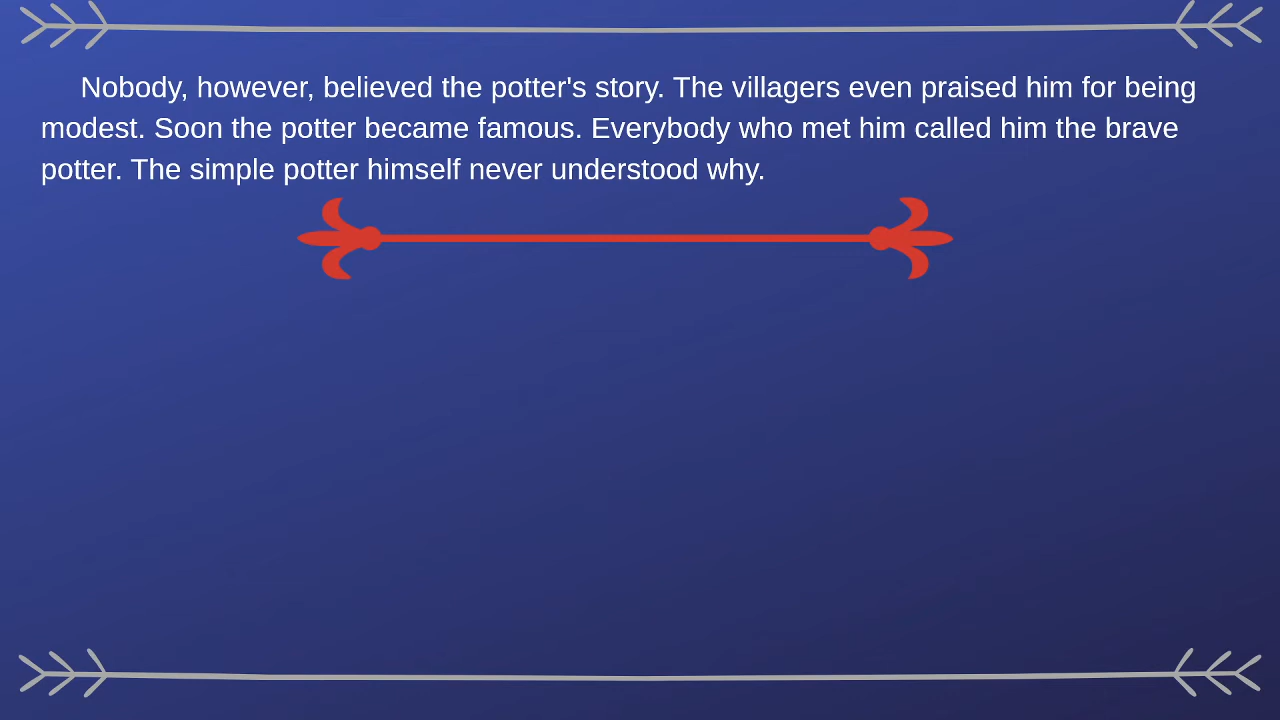 Nobody, however, believed the potter's story. The villagers even praised him for being
modest. Soon the potter became famous. Everybody who met him called him the brave
potter. The simple potter himself never understood why.